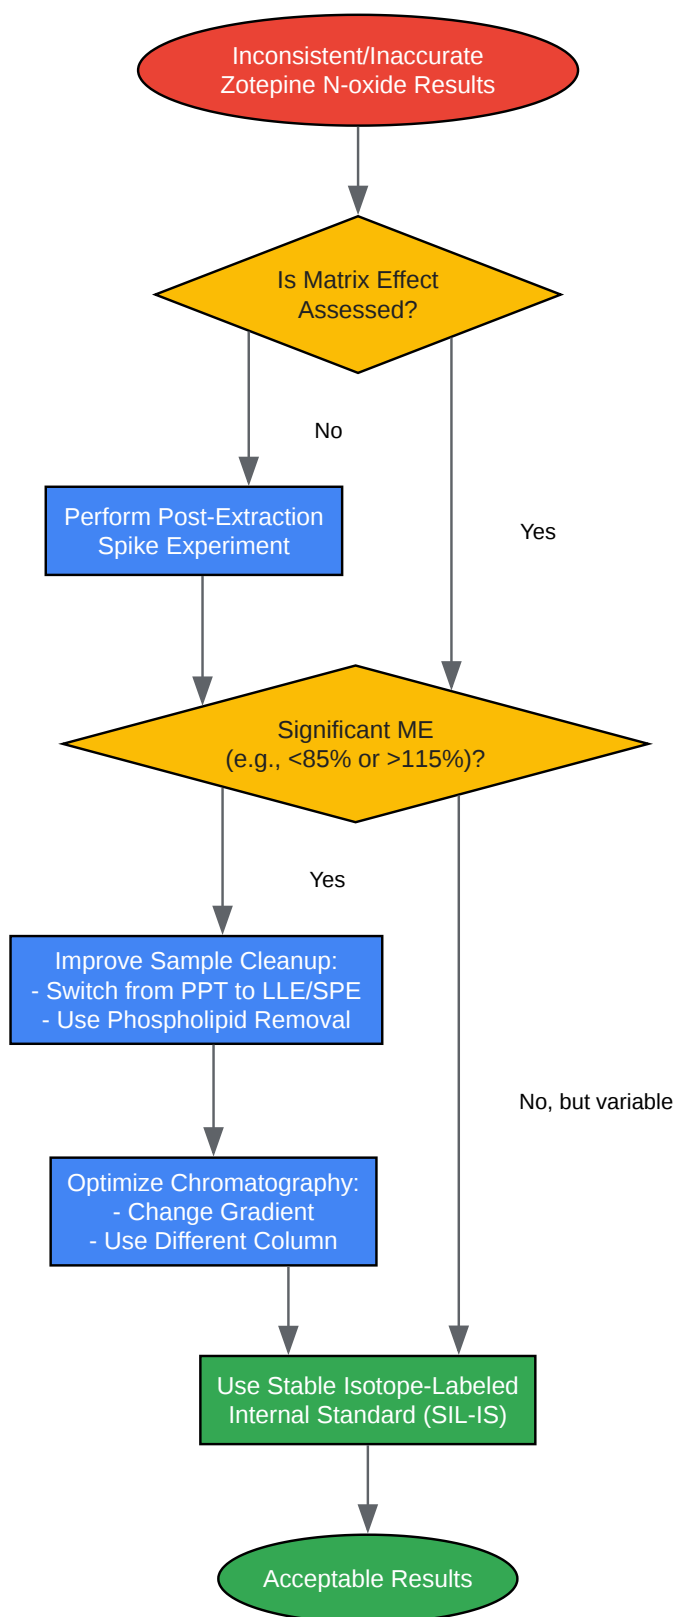 Inconsistent/Inaccurate
Zotepine N-oxide Results
Is Matrix Effect
Assessed?
No
Perform Post-Extraction
Spike Experiment
Yes
Significant ME
(e.g., <85% or >115%)?
Yes
Improve Sample Cleanup:
- Switch from PPT to LLE/SPE
- Use Phospholipid Removal
No, but variable
Optimize Chromatography:
- Change Gradient
- Use Different Column
Use Stable Isotope-Labeled
Internal Standard (SIL-IS)
Acceptable Results